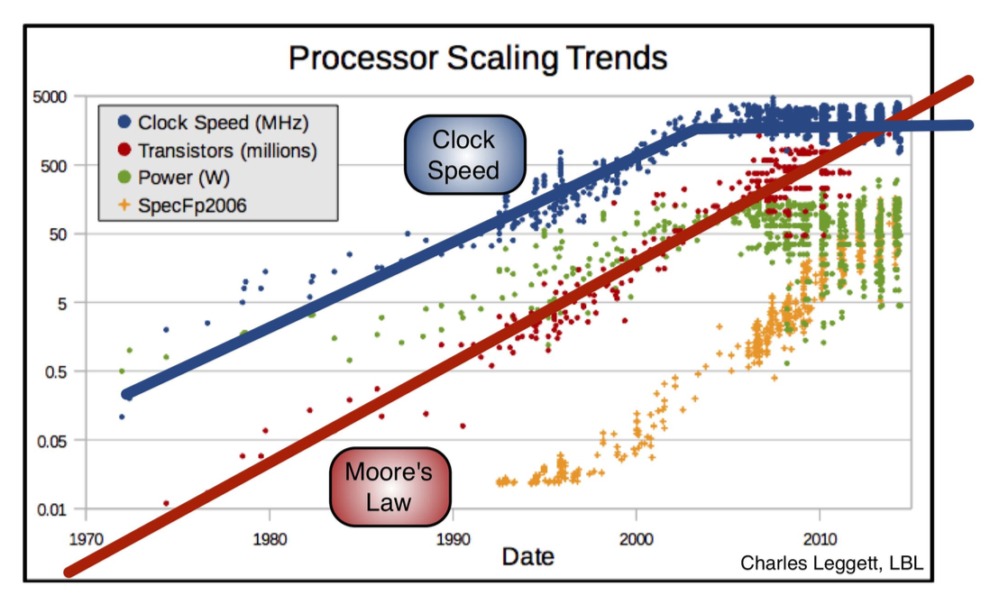 Processor Scaling Trends
5000
500
50
5
0.5
0.05
0.01
Clock Speed (MHz)
Transistors (millions)
Power (W)
SpecFp2006
Clock
Speed
Moore's
Law
1970
1980
1990
2000
2010
Date
Charles Leggett, LBL